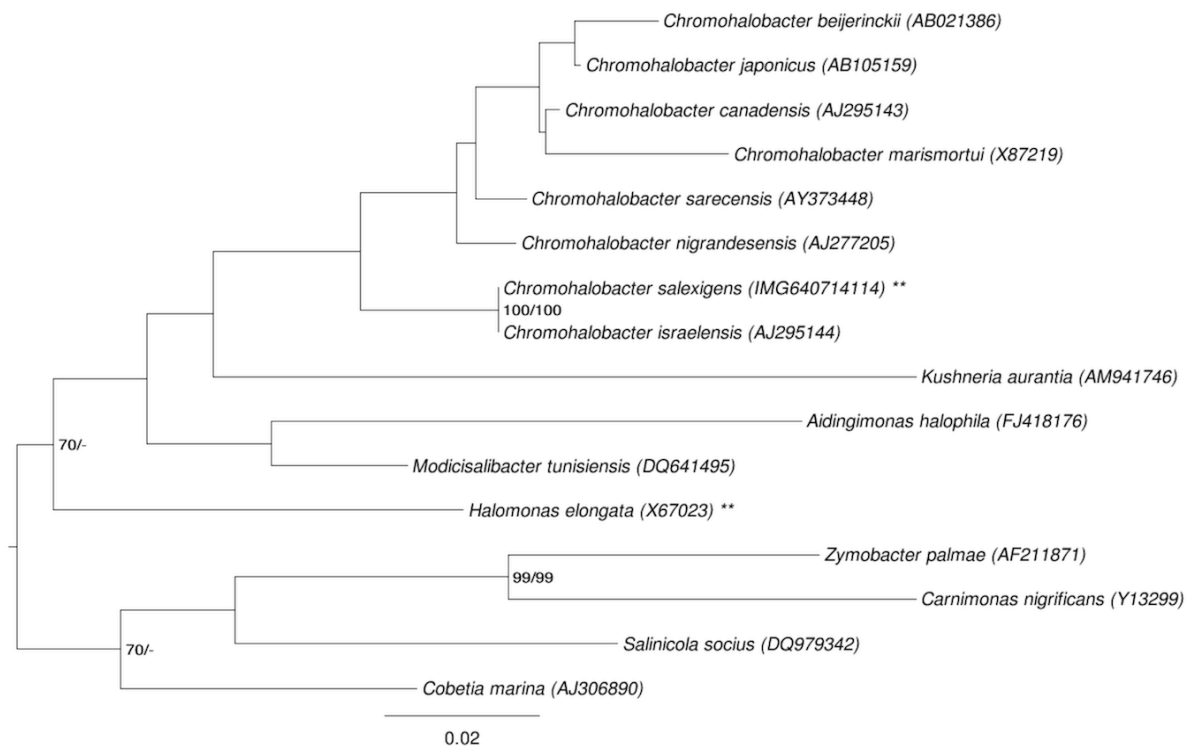 Chromohalobacter beijerinckii (AB021386)
Chromohalobacter japonicus (AB105159)
Chromohalobacter canadensis (AJ295143)
Chromohalobacter marismortui (X87219)
Chromohalobacter sarecensis (AY373448)
Chromohalobacter nigrandesensis (AJ277205)
Chromohalobacter salexigens (IMG640714114) **
100/100
Chromohalobacter israelensis (AJ295144)
Kushneria aurantia (AM941746)
Aidingimonas halophila (FJ418176)
70/-
Modicisalibacter tunisiensis (DQ641495)
Halomonas elongata (X67023) **
Zymobacter palmae (AF211871)
99/99
Carnimonas nigrificans (Y13299)
Salinicola socius (DQ979342)
70/-
Cobetia marina (AJ306890)
0.02